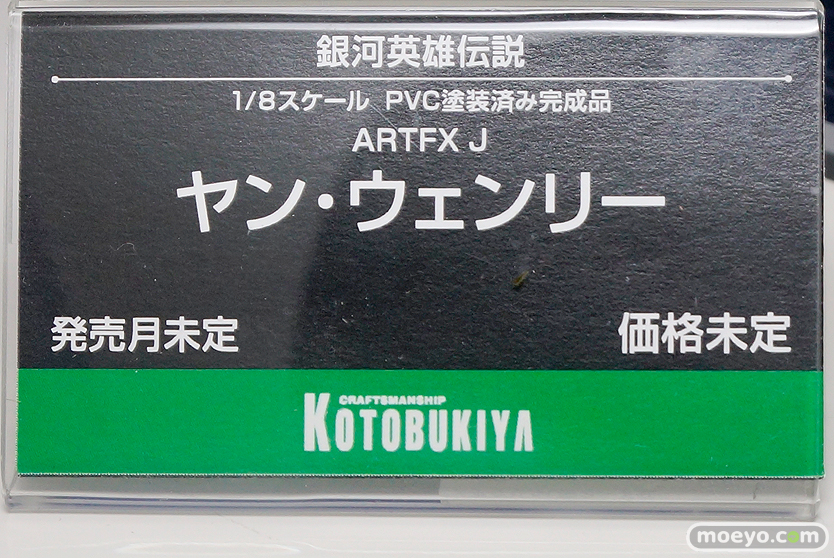 銀河英雄伝説
1/8スケール PVC塗装済み完成品
ARTFX J
ヤン・ウェンリー
発売月未定 価格未定
CRAFTSMANSHIP
KOTOBUKIYA
moeyo.com